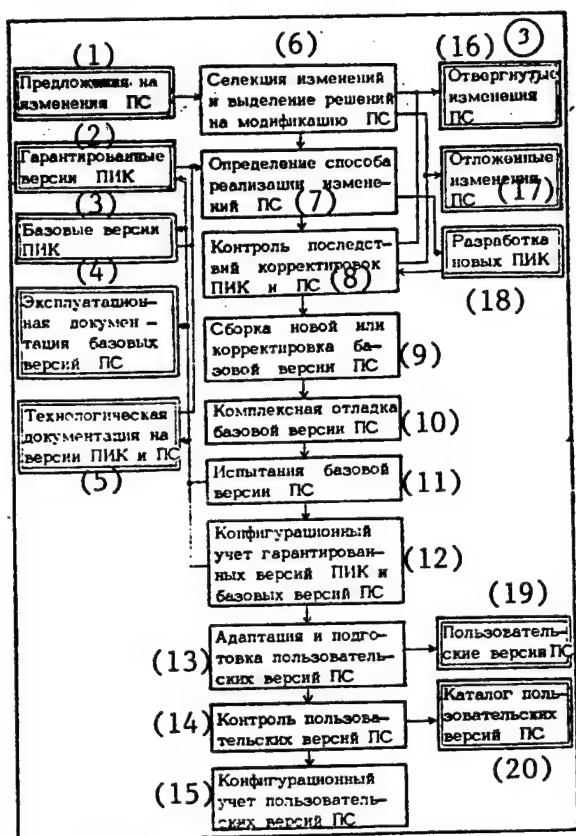 (1)
Предложения на
изменения ПС
(2)
Гарантированные
версии ПИК
(3)
Базовые версии
ПИК
(4)
Эксплуатацион-
ная докумен-
тация базовых
версий ПС
Технологическая
документация на
версии ПИК и ПС
(5)
(6)
Селекция изменений
и выделение решений
на модификацию ПС
Определение способа
реализации измене-
ний ПС (7)
Контроль последст-
вий корректировок
ПИК и ПС (8)
Сборка новой или
корректировка ба-
зовой версии ПС
(9)
Комплексная отладка
базовой версии ПС
(10)
Испытания базовой
версии ПС
(11)
Конфигурационный
учет гарантирован-
ных версий ПИК и
базовых версий
ПС
(12)
Адаптация и подго-
товка пользователь-
ских версий ПС
(13)
Контроль пользова-
тельских версий ПС
(14)
Конфигурационный
учет пользователь-
ских версий ПС
(15)
(16) 3
Отвергнутые
изменения
ПС
Отложенные
изменения
ПС (17)
Разработка
новых ПИК
(18)
(19)
Пользователь-
ские версии ПС
Каталог поль-
зовательских
версий ПС
(20)